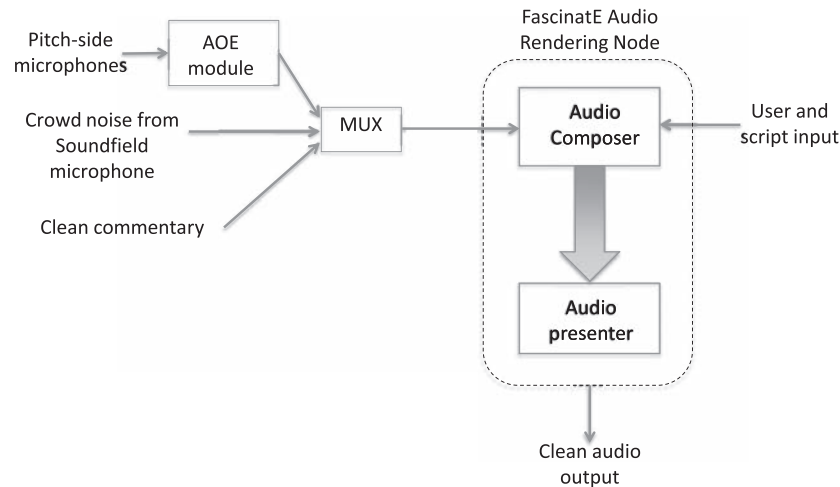 FascinatE Audio
Rendering Node
Pitch-side
microphones
AOE
module
Crowd noise from
Soundfield
microphone
MUX
Audio
Composer
User and
script input
Clean commentary
Audio
presenter
Clean audio
output